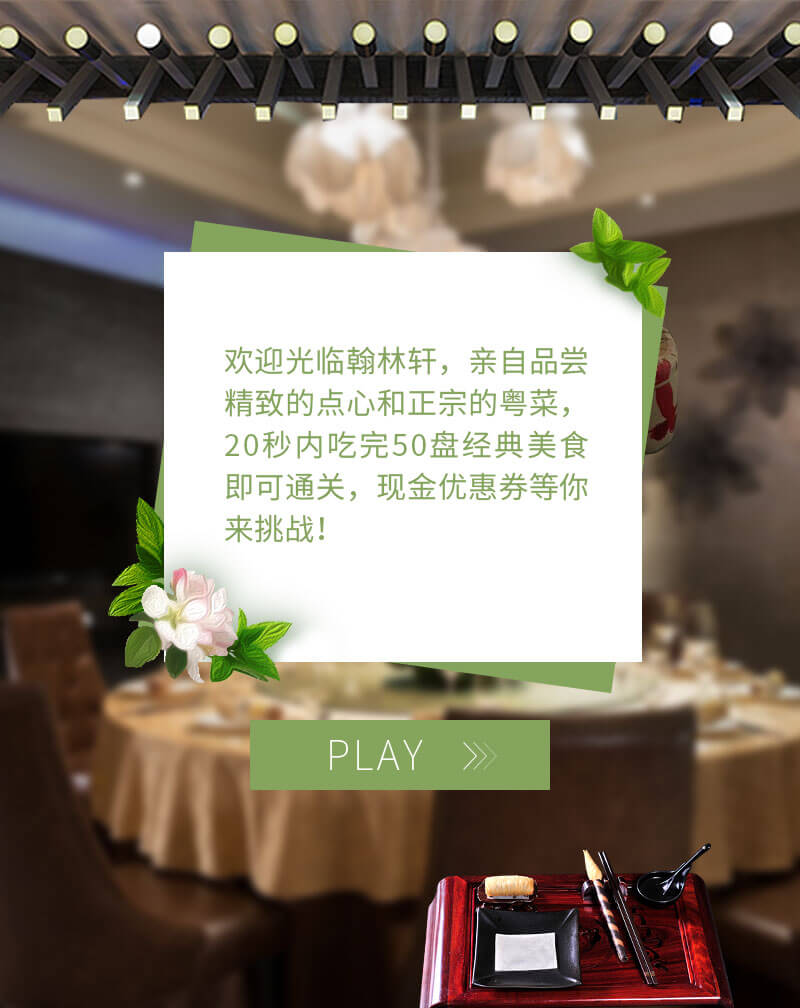 欢迎光临翰林轩，亲自品尝
精致的点心和正宗的粤菜，
20秒内吃完50盘经典美食
即可通关，现金优惠券等你
来挑战！
PLAY